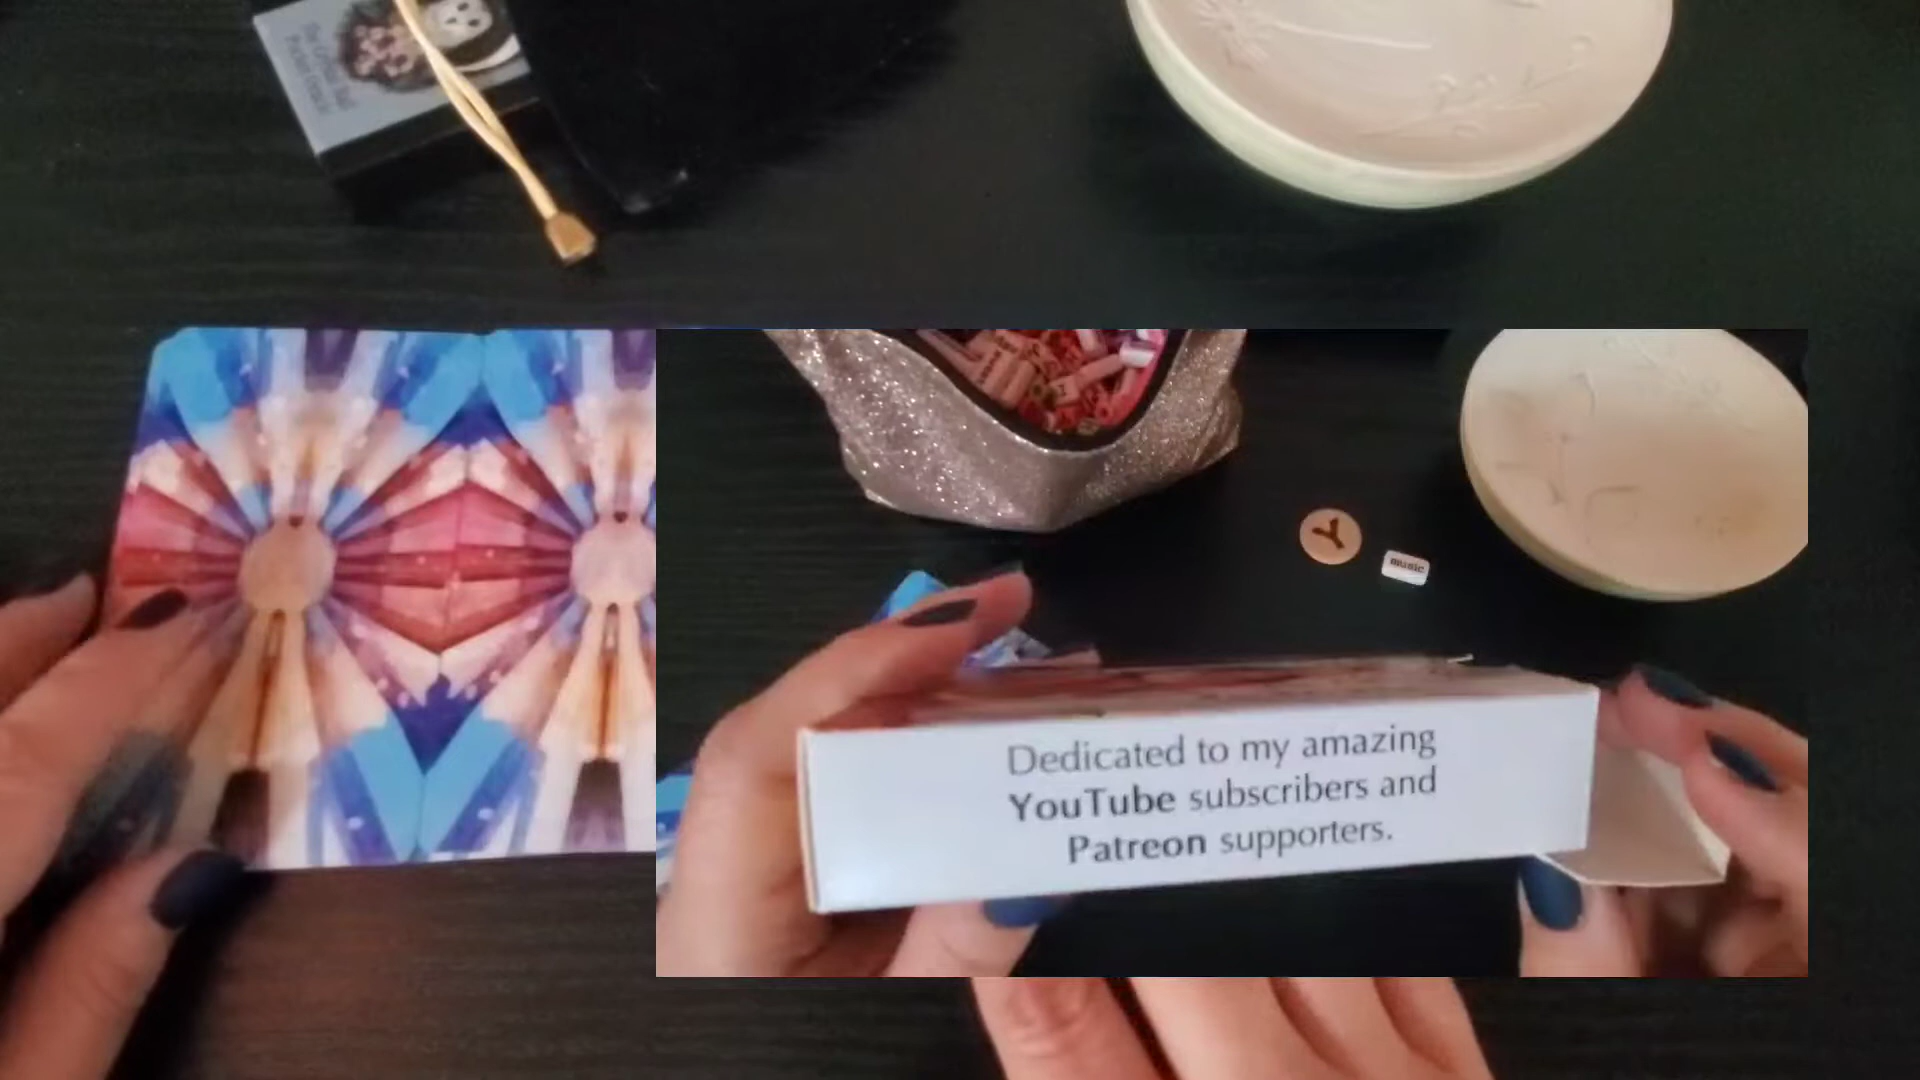 Y
music
Dedicated to my amazing
YouTube subscribers and
Patreon supporters.